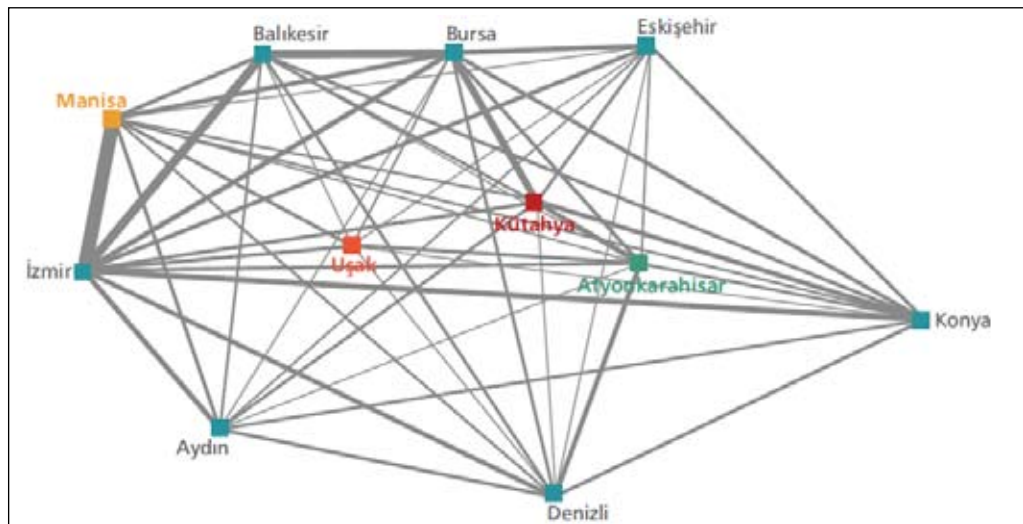 Eskişehir
Balıkesir
Bursa
Manisa
Kütahya
Uşak
İzmir
Afyonkarahisar
Konya
Aydın
Denizli